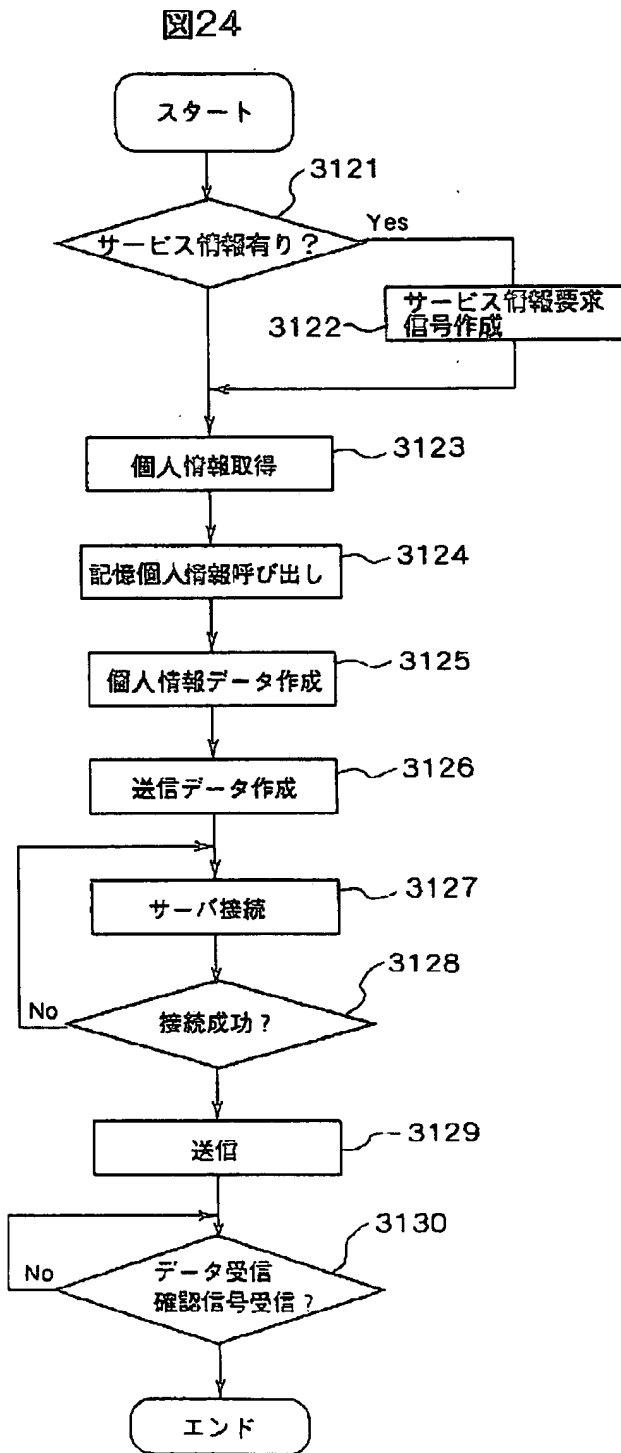 図24
スタート
3121
サービス情報有り？
Yes
サービス情報要求
信号作成
3122
個人情報取得
3123
記憶個人情報呼び出し
3124
個人情報データ作成
3125
送信データ作成
3126
サーバ接続
3127
接続成功？
3128
No
送信
3129
データ受信
確認信号受信？
3130
No
エンド